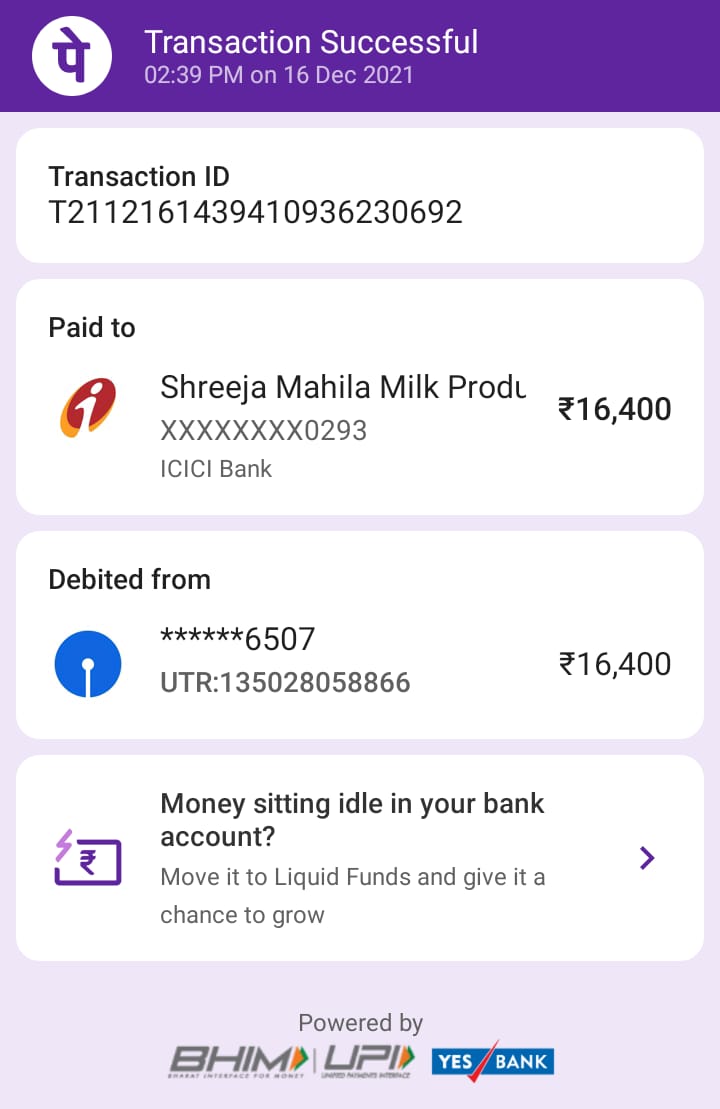 पे
Transaction Successful
02:39 PM on 16 Dec 2021
Transaction ID
T2112161439410936230692
Paid to
Shreeja Mahila Milk Produ
₹16,400
XXXXXXXX0293
ICICI Bank
Debited from
******6507
₹16,400
UTR:135028058866
Money sitting idle in your bank
account?
Move it to Liquid Funds and give it a
chance to grow
Powered by
BHIM UPI YES BANK
BHARAT INTERFACE FOR MONEY UNIFIED PAYMENTS INTERFACE